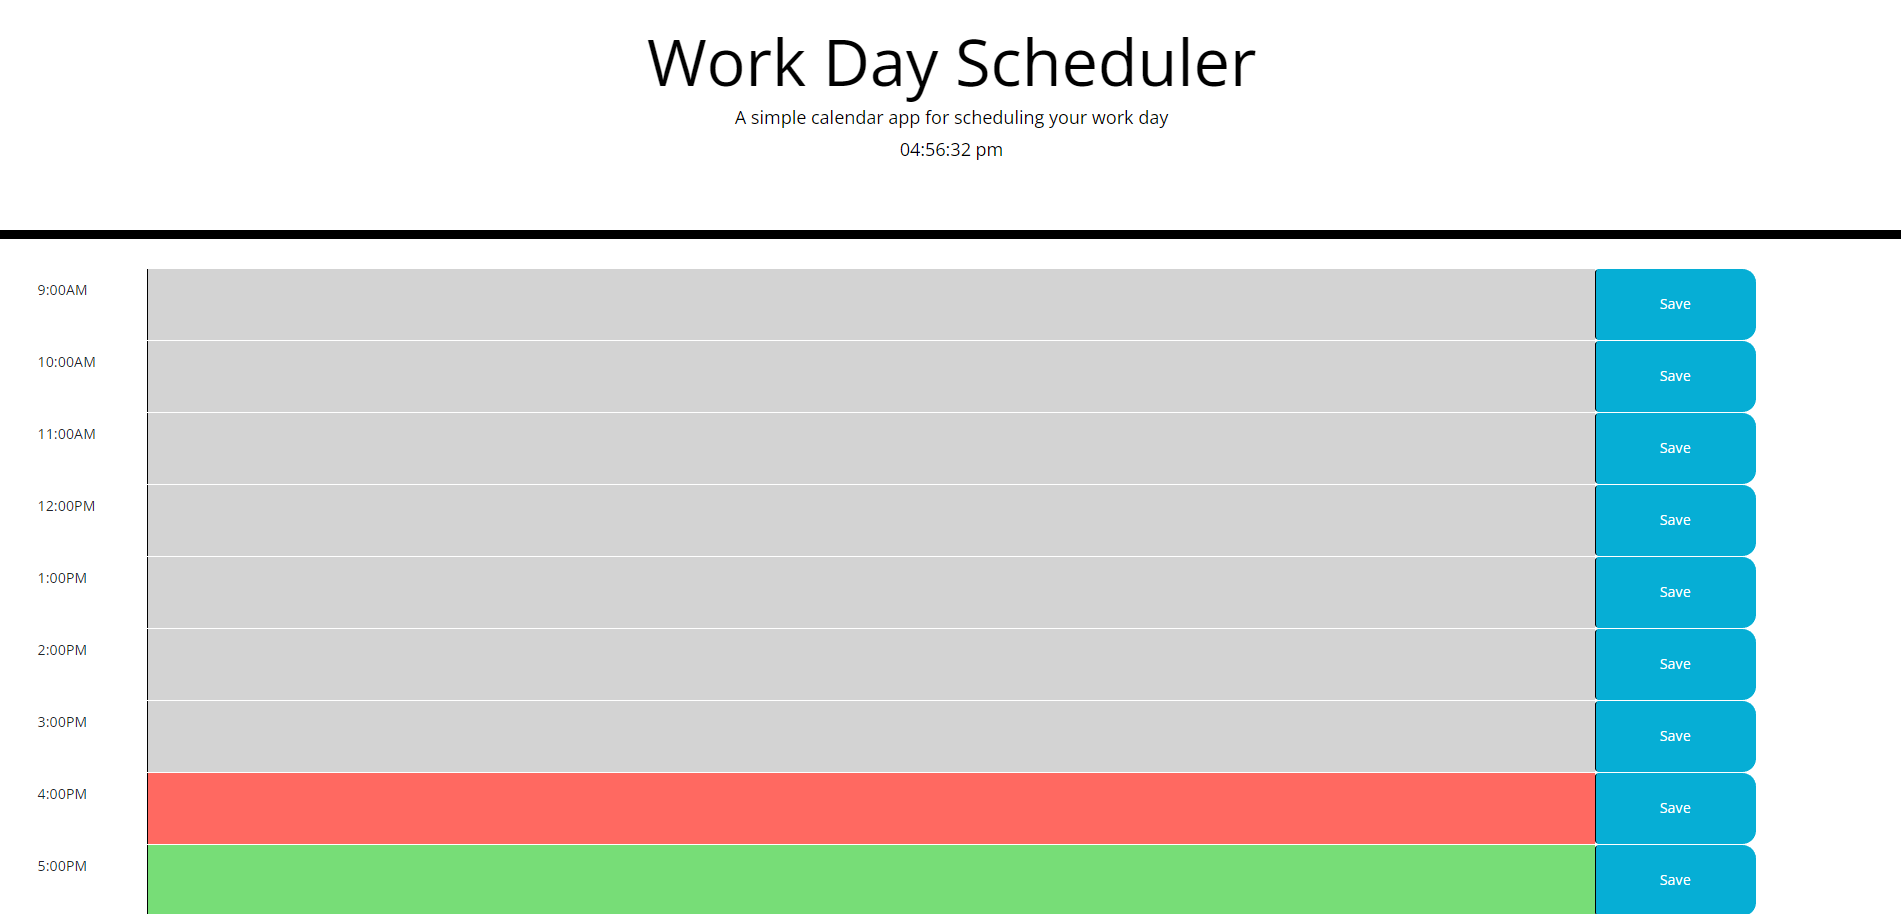 Work Day Scheduler
A simple calendar app for scheduling your work day
04:56:32 pm
9:00AM Save
10:00AM Save
11:00AM Save
12:00PM Save
1:00PM Save
2:00PM Save
3:00PM Save
4:00PM Save
5:00PM Save